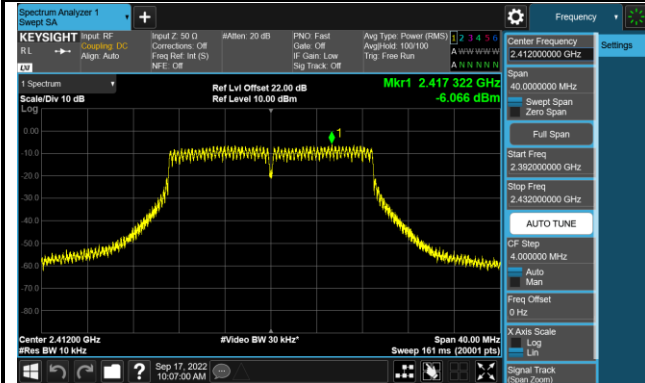 Spectrum Analyzer 1
Swept SA
+
Frequency
KEYSIGHT
RL
Input: RF
Coupling: DC
Align: Auto
Input Z: 50 Ω
Corrections: Off
Freq Ref: Int (S)
NFE: Off
#Atten: 20 dB
PNO: Fast
Gate: Off
IF Gain: Low
Sig Track: Off
Avg Type: Power (RMS)
Avg|Hold: 100/100
Trig: Free Run
1 2 3 4 5 6
A W W W W W
A N N N N N
LXI
1 Spectrum
Scale/Div 10 dB
Log
Ref Lvl Offset 22.00 dB
Ref Level 10.00 dBm
Mkr1 2.417 322 GHz
-6.066 dBm
1
0.00
-10.0
-20.0
-30.0
-40.0
-50.0
-60.0
-70.0
-80.0
Center 2.41200 GHz
#Res BW 10 kHz
#Video BW 30 kHz*
Span 40.00 MHz
Sweep 161 ms (20001 pts)
Sep 17, 2022
10:07:00 AM
?
Center Frequency
2.412000000 GHz
Settings
Span
40.0000000 MHz
Swept Span
Zero Span
Full Span
Start Freq
2.392000000 GHz
Stop Freq
2.432000000 GHz
AUTO TUNE
CF Step
4.000000 MHz
Auto
Man
Freq Offset
0 Hz
X Axis Scale
Log
Lin
Signal Track
(Span Zoom)